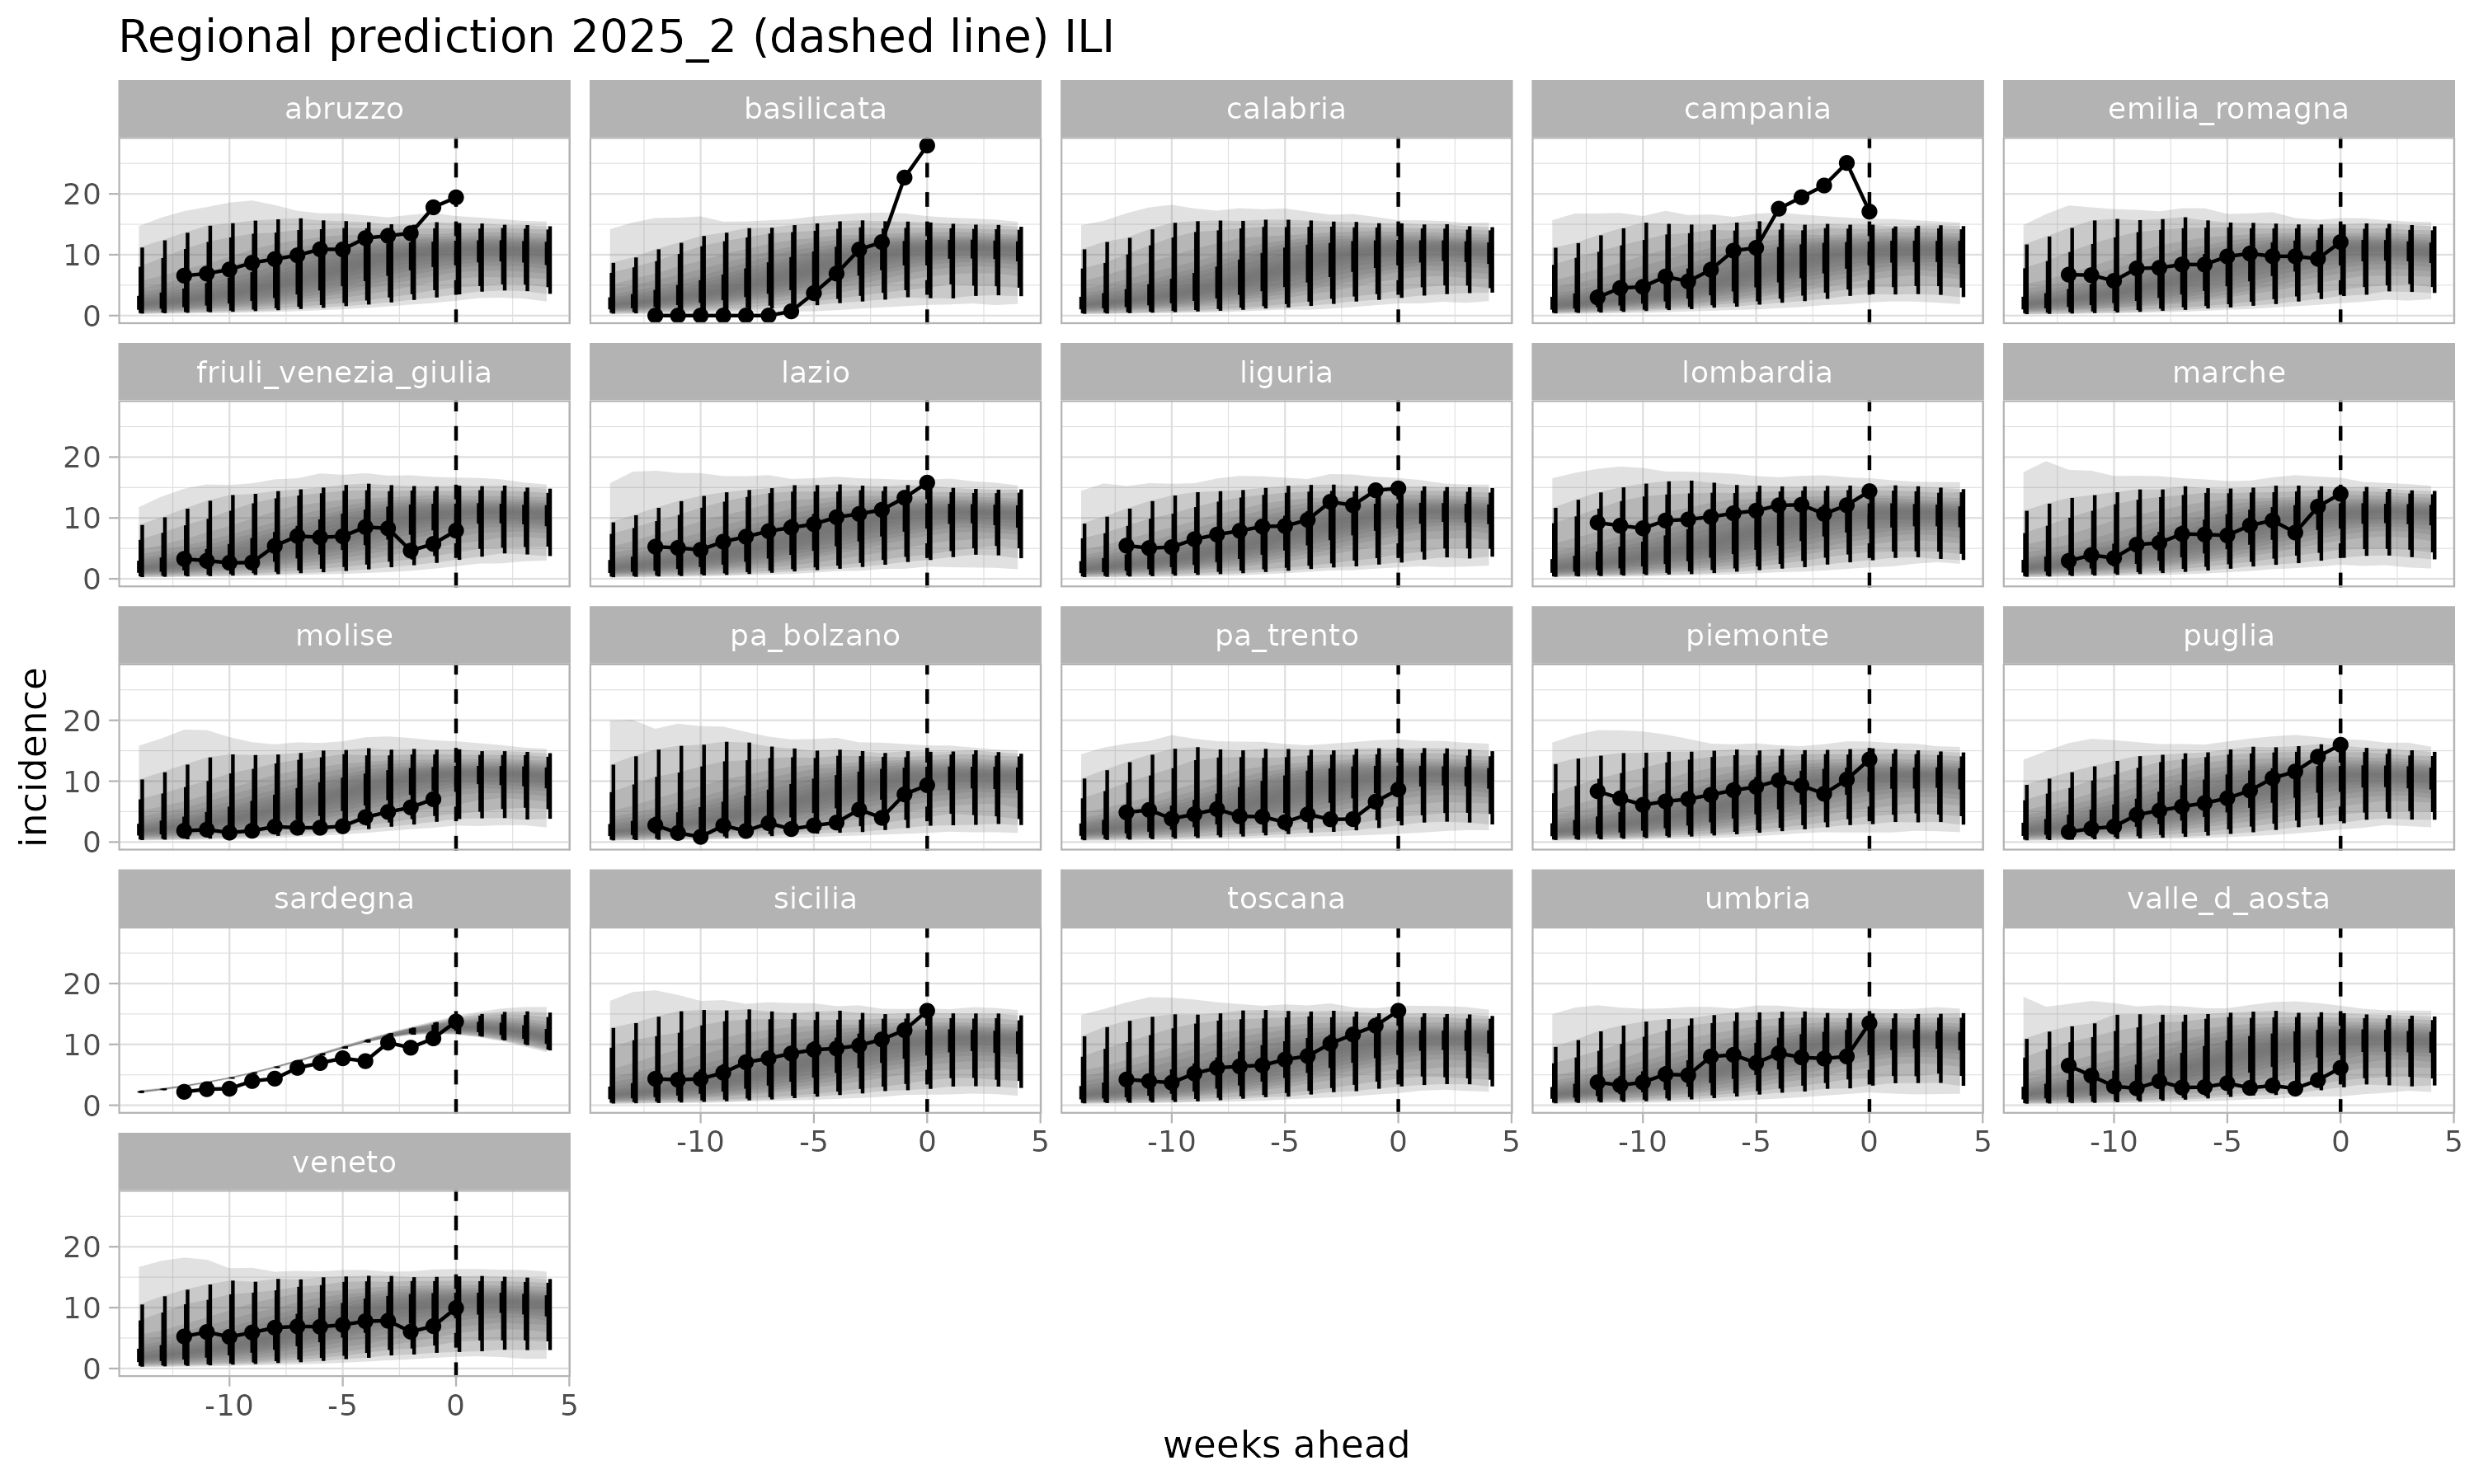 Regional prediction 2025_2 (dashed line) ILI
abruzzo basilicata calabria campania emilia_romagna
20
10
0
friuli_venezia_giulia lazio liguria lombardia marche
20
10
0
molise pa_bolzano pa_trento piemonte puglia
20
10
0
incidence
sardegna sicilia toscana umbria valle_d_aosta
20
10
0
-10 -5 0 5 -10 -5 0 5 -10 -5 0 5 -10 -5 0 5
veneto
20
10
0
-10 -5 0 5
weeks ahead